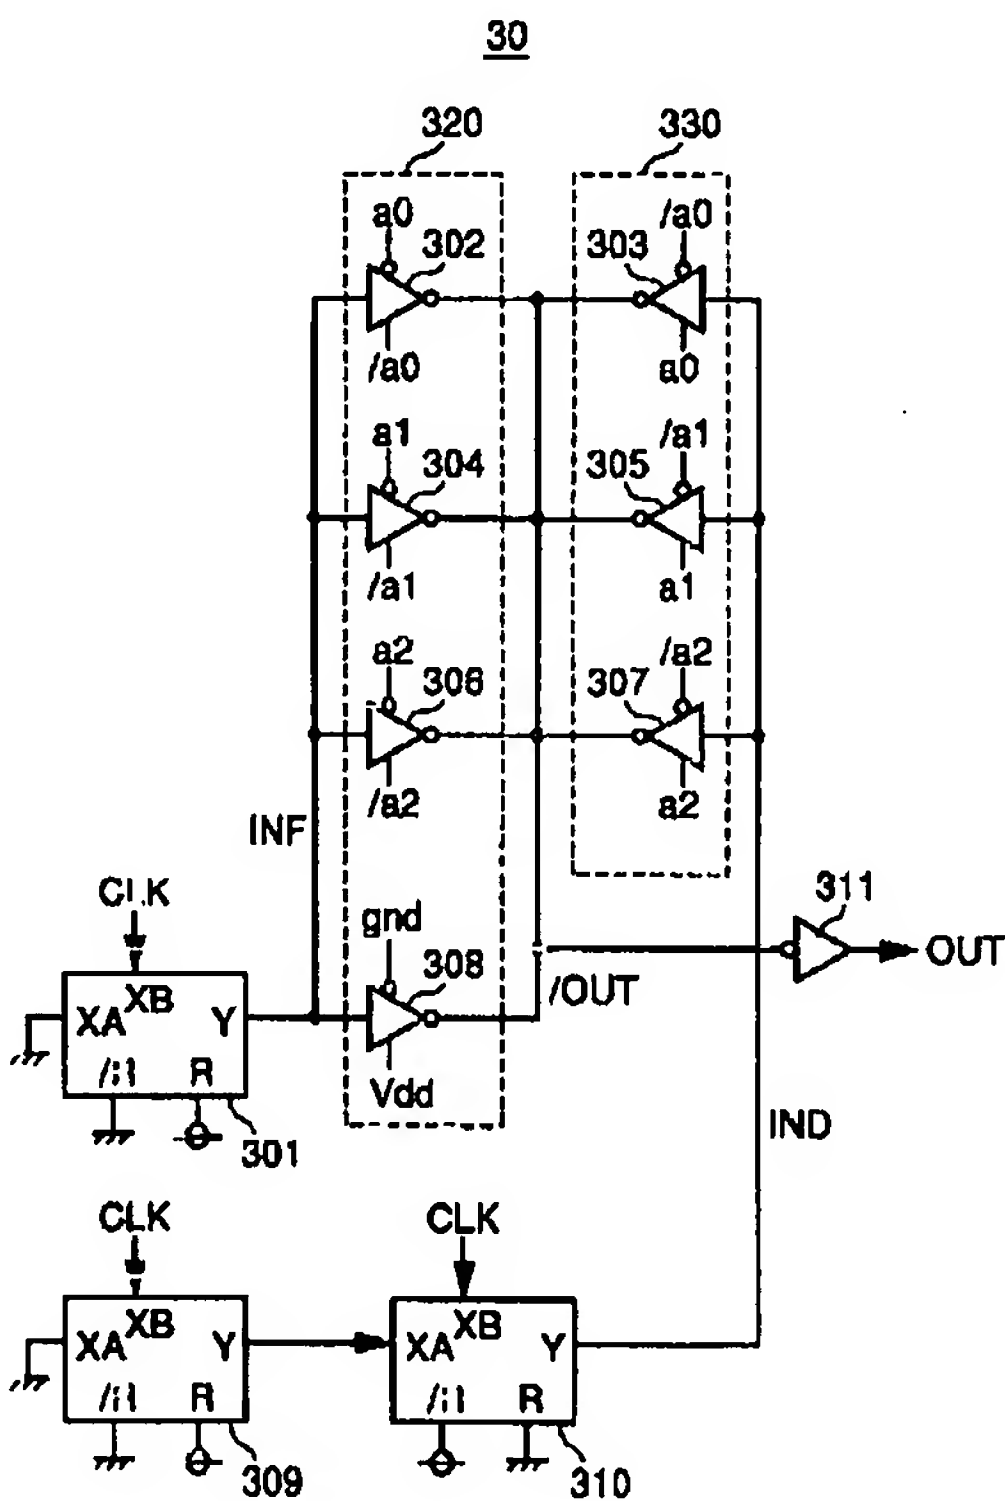 30
320
330
a0
302
/a0
/a0
303
a0
a1
304
/a1
/a1
305
a1
a2
306
/a2
/a2
307
a2
INF
CLK
gnd
308
Vdd
311
OUT
/OUT
XA
XB
Y
R
301
IND
CLK
CLK
XA
XB
Y
R
309
XA
XB
Y
R
310